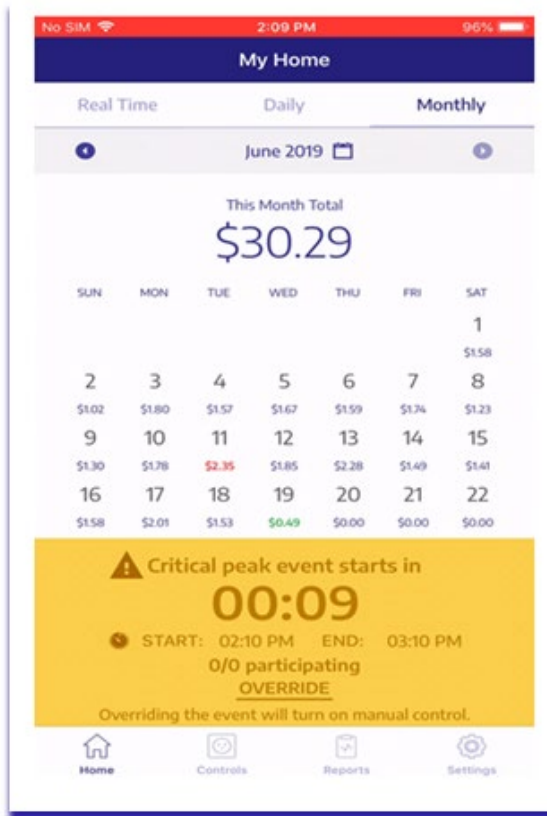 No SIM 2:09 PM 96%
My Home
Real Time Daily Monthly
June 2019
This Month Total
$30.29
SUN MON TUE WED THU FRI SAT
1
$1.58
2 3 4 5 6 7 8
$1.02 $1.80 $1.57 $1.67 $1.59 $1.74 $1.23
9 10 11 12 13 14 15
$1.30 $1.78 $2.35 $1.85 $2.28 $1.49 $1.41
16 17 18 19 20 21 22
$1.58 $2.01 $1.53 $0.49 $0.00 $0.00 $0.00
Critical peak event starts in
00:09
START: 02:10 PM END: 03:10 PM
0/0 participating
OVERRIDE
Overriding the event will turn on manual control.
Home Controls Reports Settings